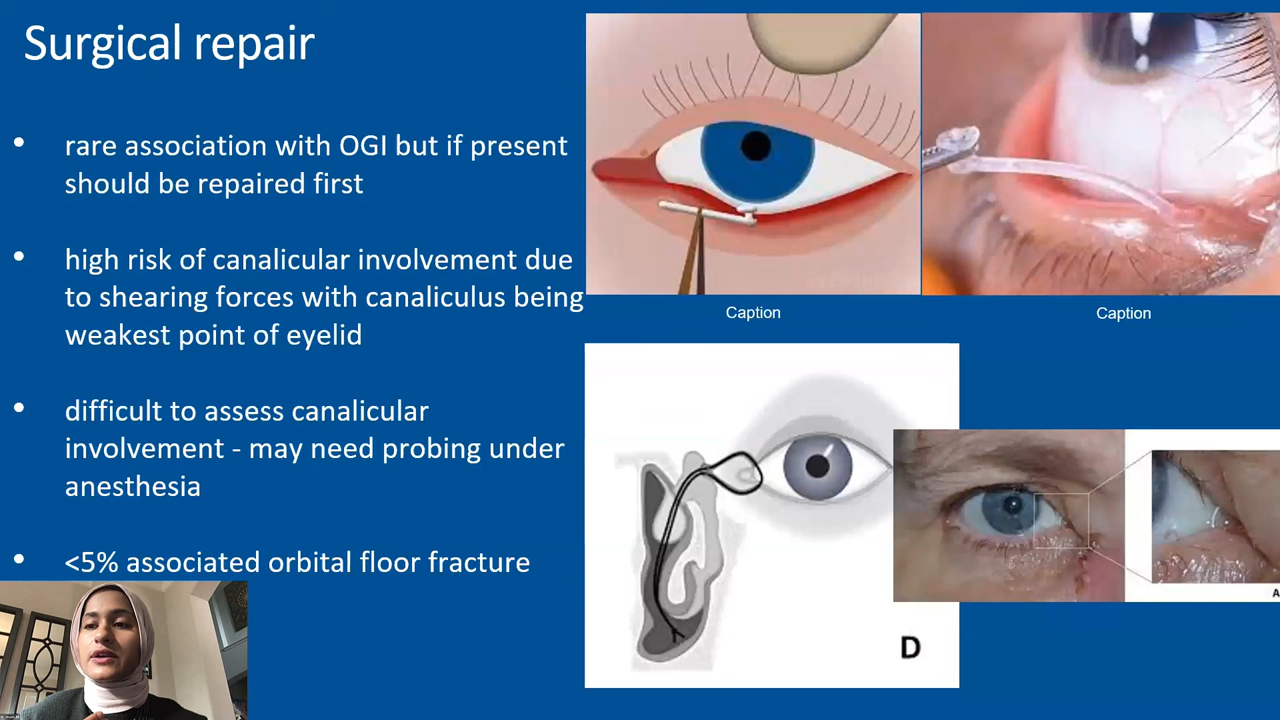 Surgical repair
• rare association with OGI but if present
should be repaired first
• high risk of canalicular involvement due
to shearing forces with canaliculus being
weakest point of eyelid
• difficult to assess canalicular
involvement - may need probing under
anesthesia
• <5% associated orbital floor fracture
Caption
Caption
D
A